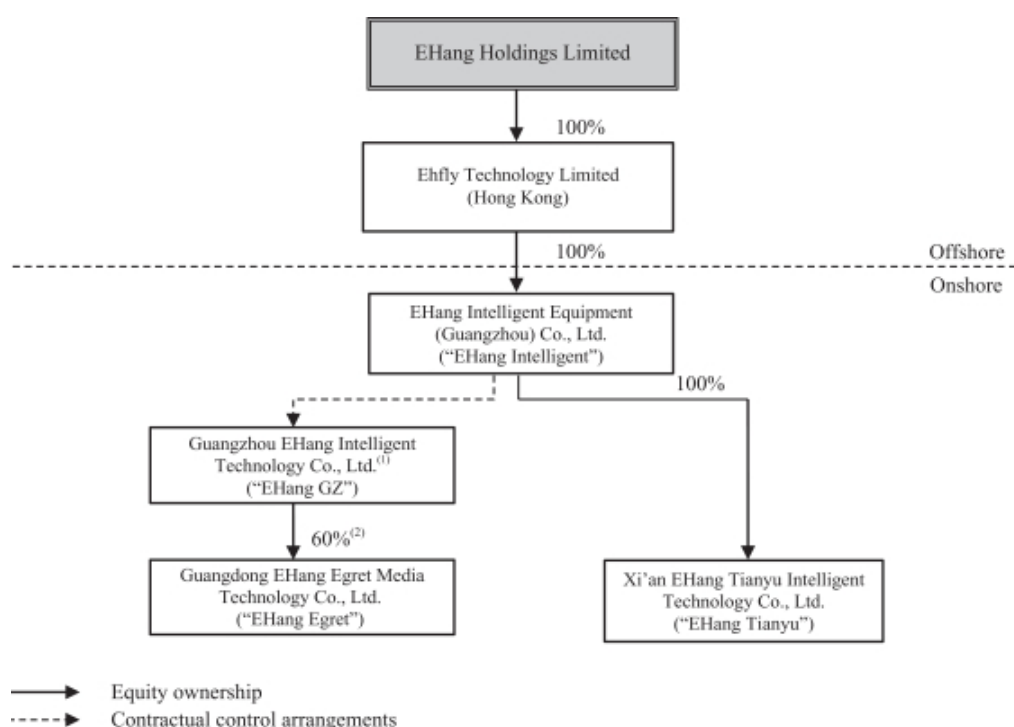 EHang Holdings Limited
100%
Ehfly Technology Limited
(Hong Kong)
100%
Offshore
Onshore
EHang Intelligent Equipment
(Guangzhou) Co., Ltd.
(“EHang Intelligent”)
100%
Guangzhou EHang Intelligent
Technology Co., Ltd.(1)
(“EHang GZ”)
60%(2)
Guangdong EHang Egret Media
Technology Co., Ltd.
(“EHang Egret”)
Xi’an EHang Tianyu Intelligent
Technology Co., Ltd.
(“EHang Tianyu”)
Equity ownership
Contractual control arrangements